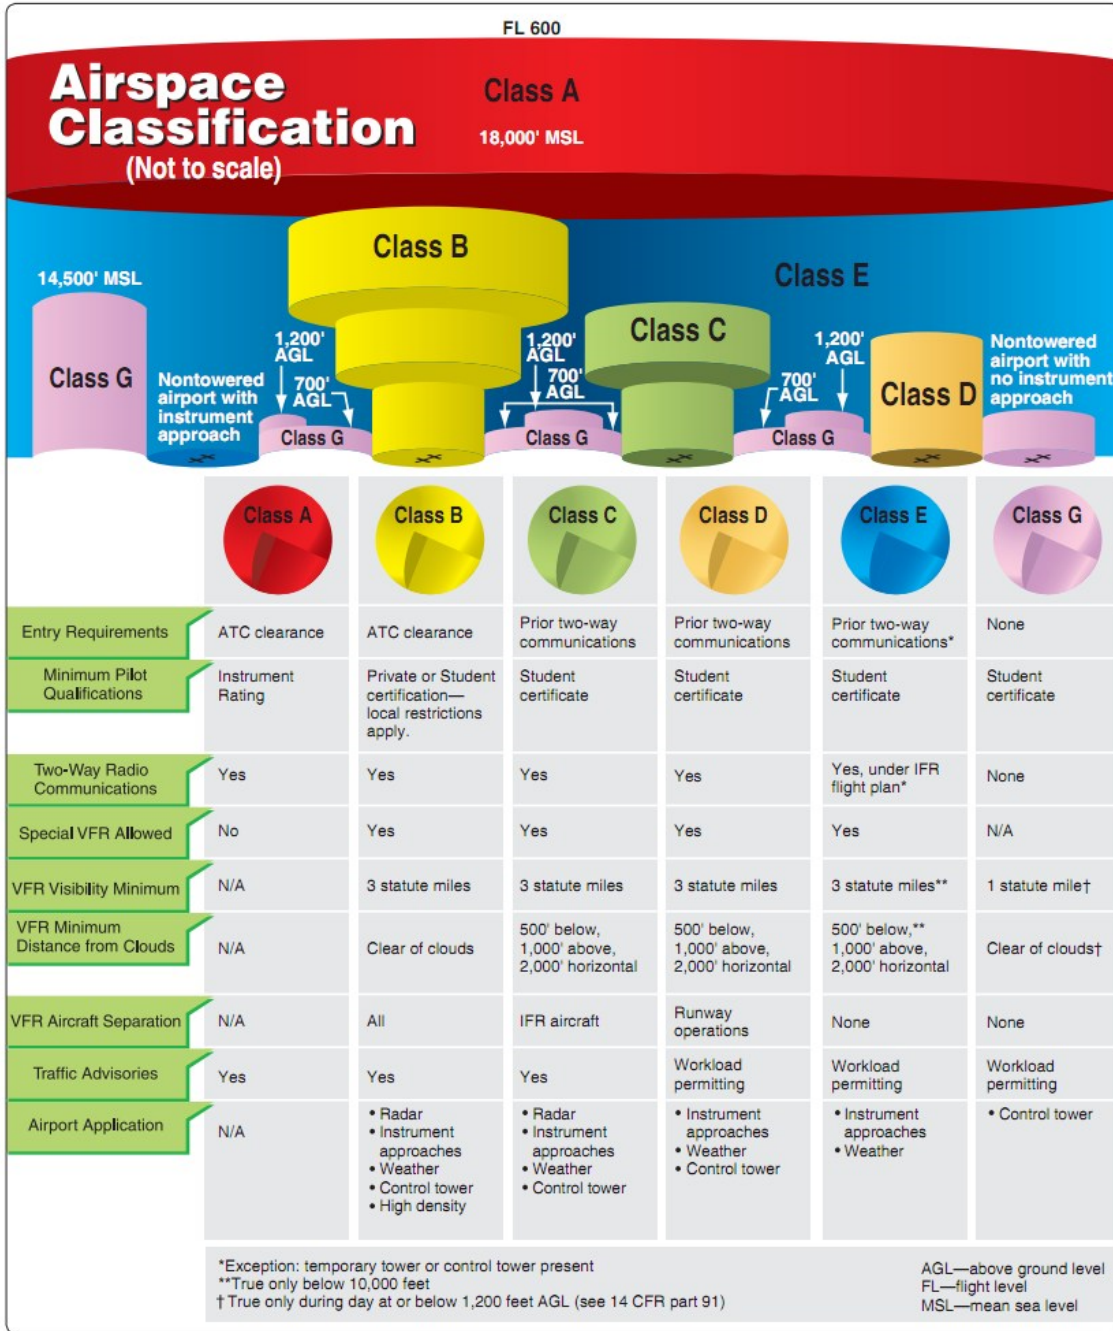 FL 600
Airspace
Classification
(Not to scale)
Class A
18,000' MSL
Class B
Class E
14,500' MSL
Class G
Nontowered
airport with
instrument
approach
1,200'
AGL
700'
AGL
Class G
1,200'
AGL
700'
AGL
Class G
Class C
1,200'
AGL
700'
AGL
Class G
Class D
Nontowered
airport with
no instrument
approach
Class A
Class B
Class C
Class D
Class E
Class G
Entry Requirements
ATC clearance
ATC clearance
Prior two-way
communications
Prior two-way
communications
Prior two-way
communications*
None
Minimum Pilot
Qualifications
Instrument
Rating
Private or Student
certification—
local restrictions
apply.
Student
certificate
Student
certificate
Student
certificate
Student
certificate
Two-Way Radio
Communications
Yes
Yes
Yes
Yes
Yes, under IFR
flight plan*
None
Special VFR Allowed
No
Yes
Yes
Yes
Yes
N/A
VFR Visibility Minimum
N/A
3 statute miles
3 statute miles
3 statute miles
3 statute miles**
1 statute mile†
VFR Minimum
Distance from Clouds
N/A
Clear of clouds
500' below,
1,000' above,
2,000' horizontal
500' below,
1,000' above,
2,000' horizontal
500' below,**
1,000' above,
2,000' horizontal
Clear of clouds†
VFR Aircraft Separation
N/A
All
IFR aircraft
Runway
operations
None
None
Traffic Advisories
Yes
Yes
Yes
Workload
permitting
Workload
permitting
Workload
permitting
Airport Application
N/A
• Radar
• Instrument
approaches
• Weather
• Control tower
• High density
• Radar
• Instrument
approaches
• Weather
• Control tower
• Instrument
approaches
• Weather
• Control tower
• Instrument
approaches
• Weather
• Control tower
*Exception: temporary tower or control tower present
**True only below 10,000 feet
† True only during day at or below 1,200 feet AGL (see 14 CFR part 91)
AGL—above ground level
FL—flight level
MSL—mean sea level